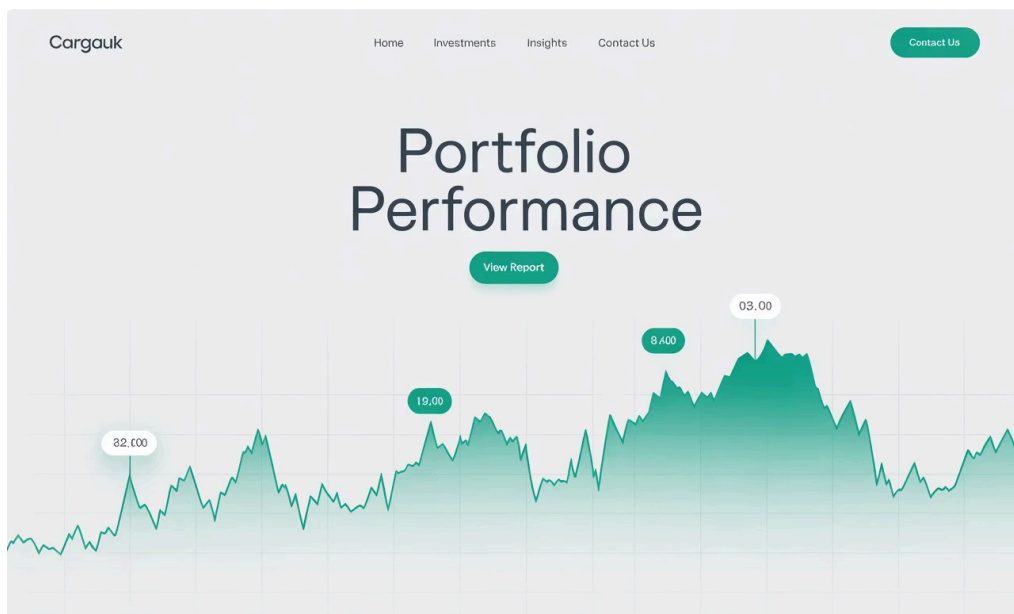 Cargauk
Home Investments Insights Contact Us
Contact Us
Portfolio
Performance
View Report
03.00
19,00